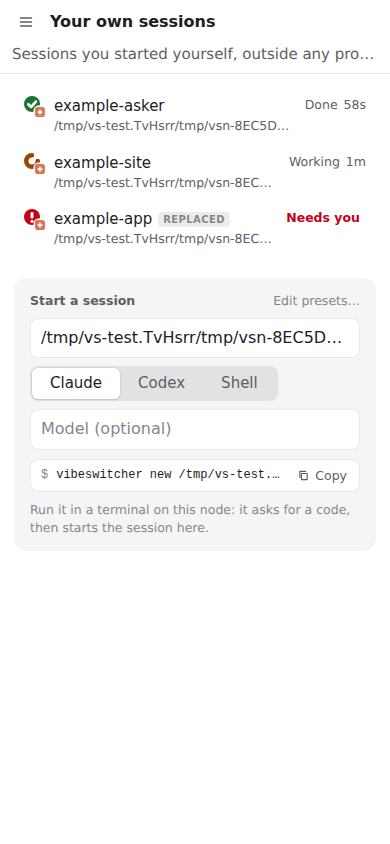 Your own sessions
Sessions you started yourself, outside any pro…
example-asker
Done 58s
/tmp/vs-test.TvHsrr/tmp/vsn-8EC5D…
example-site
Working 1m
/tmp/vs-test.TvHsrr/tmp/vsn-8EC…
example-app REPLACED
Needs you
/tmp/vs-test.TvHsrr/tmp/vsn-8EC…
Start a session
Edit presets…
/tmp/vs-test.TvHsrr/tmp/vsn-8EC5D…
Claude Codex Shell
Model (optional)
$ vibeswitcher new /tmp/vs-test.… Copy
Run it in a terminal on this node: it asks for a code,
then starts the session here.